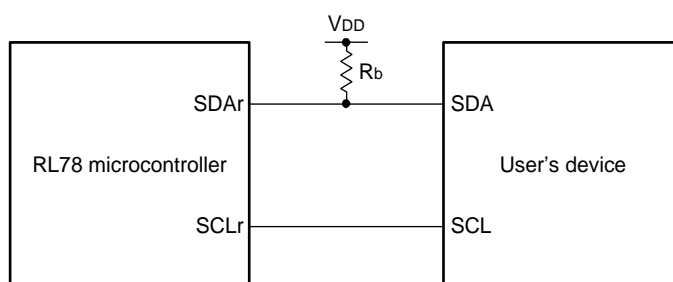 VDD
Rb
SDAr SDA
RL78 microcontroller User's device
SCLr SCL